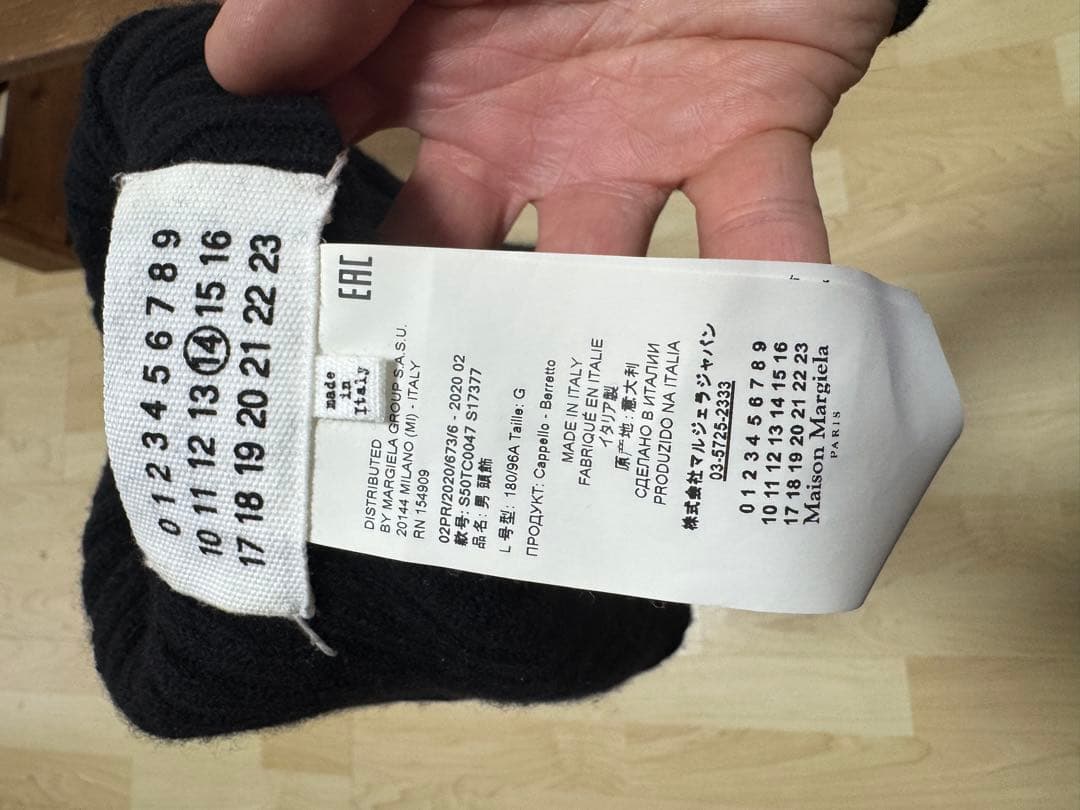 0 1 2 3 4 5 6 7 8 9
10 11 12 13 14 15 16
17 18 19 20 21 22 23
made
in
Italy
EAC
DISTRIBUTED
BY MARGIELA GROUP S.A.S.U.
20144 MILANO (MI) - ITALY
RN 154909
02PR/2020/673/6 - 2020 02
款号: S50TC0047 S17377
品名: 男 頭飾
L 号型: 180/96A Taille: G
ПРОДУКТ: Cappello - Berretto
MADE IN ITALY
FABRIQUÉ EN ITALIE
イタリア製
原产地: 意大利
СДЕЛАНО В ИТАЛИИ
PRODUZIDO NA ITALIA
株式会社マルジェラジャパン
03-5725-2333
0 1 2 3 4 5 6 7 8 9
10 11 12 13 14 15 16
17 18 19 20 21 22 23
Maison Margiela
PARIS